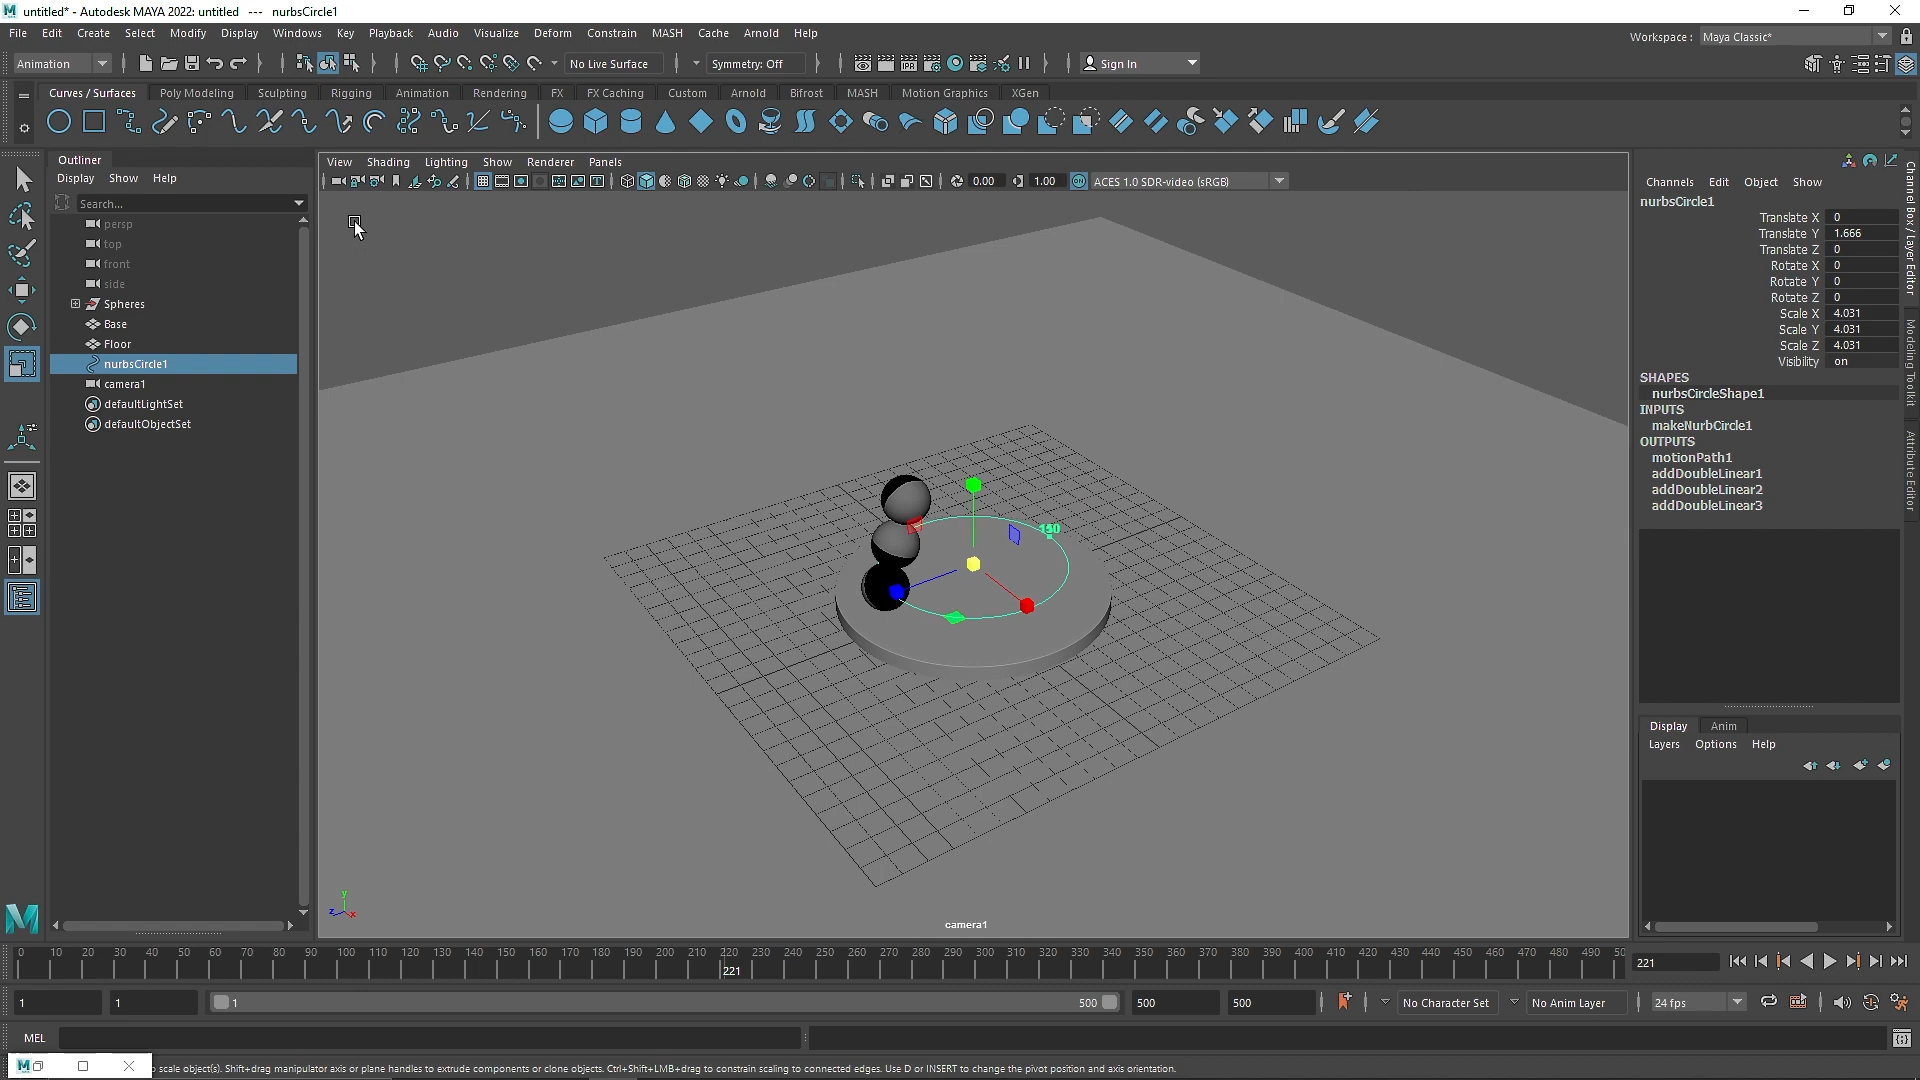 untitled* - Autodesk MAYA 2022: untitled --- nurbsCircle1
File Edit Create Select Modify Display Windows Key Playback Audio Visualize Deform Constrain MASH Cache Arnold Help
Workspace : Maya Classic*
Animation No Live Surface Symmetry: Off IPR Sign In
Curves / Surfaces Poly Modeling Sculpting Rigging Animation Rendering FX FX Caching Custom Arnold Bifrost MASH Motion Graphics XGen
Outliner
Display Show Help
Search...
persp
top
front
side
Spheres
Base
Floor
nurbsCircle1
camera1
defaultLightSet
defaultObjectSet
View Shading Lighting Show Renderer Panels
0.00 1.00 ON ACES 1.0 SDR-video (sRGB)
150
y
z x
camera1
Channels Edit Object Show
nurbsCircle1
Translate X 0
Translate Y 1.666
Translate Z 0
Rotate X 0
Rotate Y 0
Rotate Z 0
Scale X 4.031
Scale Y 4.031
Scale Z 4.031
Visibility on
SHAPES
nurbsCircleShape1
INPUTS
makeNurbCircle1
OUTPUTS
motionPath1
addDoubleLinear1
addDoubleLinear2
addDoubleLinear3
Channel Box / Layer Editor
Modeling Toolkit
Attribute Editor
Display Anim
Layers Options Help
0 10 20 30 40 50 60 70 80 90 100 110 120 130 140 150 160 170 180 190 200 210 220 230 240 250 260 270 280 290 300 310 320 330 340 350 360 370 380 390 400 410 420 430 440 450 460 470 480 490 50
221
221
1 1 1 500 500 500 No Character Set No Anim Layer 24 fps
MEL
M scale object(s). Shift+drag manipulator axis or plane handles to extrude components or clone objects. Ctrl+Shift+LMB+drag to constrain scaling to connected edges. Use D or INSERT to change the pivot position and axis orientation.